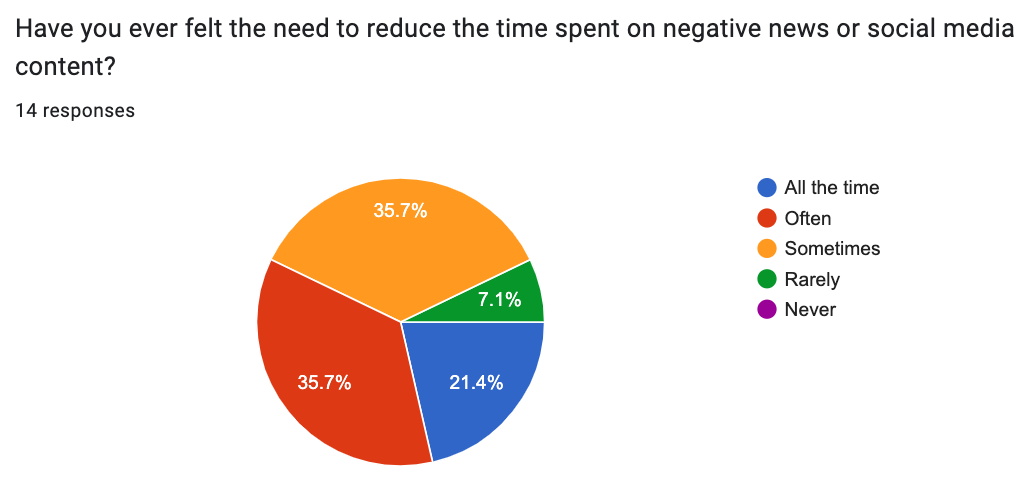 Have you ever felt the need to reduce the time spent on negative news or social media
content?
14 responses
35.7%
7.1%
35.7%
21.4%
All the time
Often
Sometimes
Rarely
Never